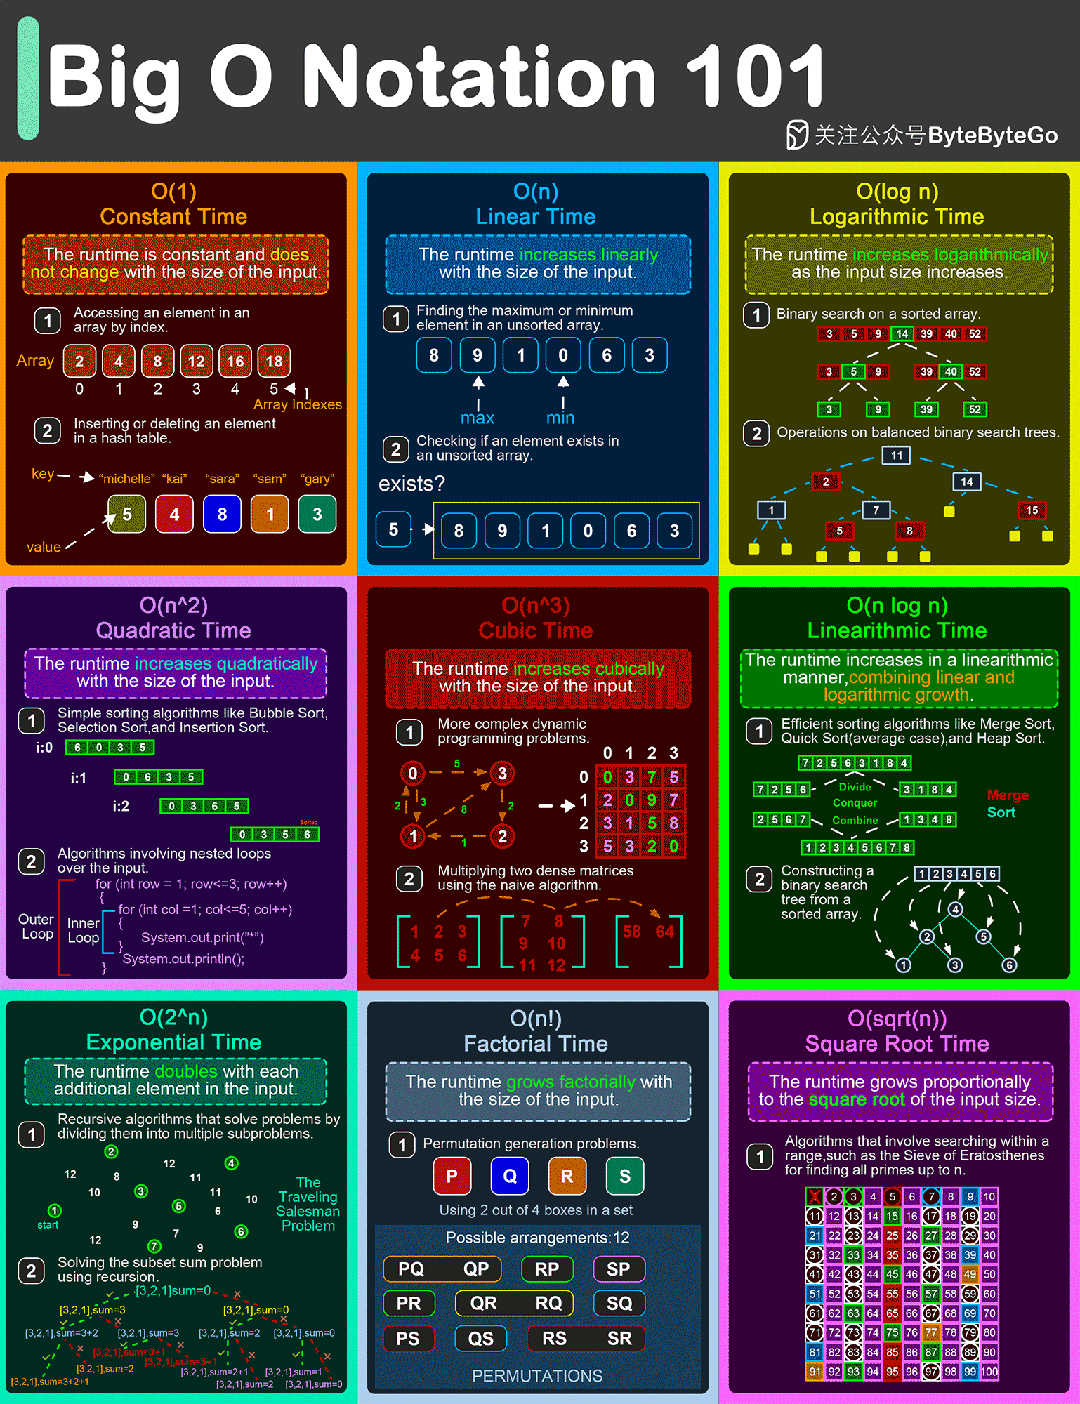 Big O Notation 101
关注公众号ByteByteGo
O(1)
Constant Time
The runtime is constant and does
not change with the size of the input.
1
Accessing an element in an
array by index.
Array
2 4 8 12 16 18
0 1 2 3 4 5
Array Indexes
2
Inserting or deleting an element
in a hash table.
key
"michelle" "kai" "sara" "sam" "gary"
5 4 8 1 3
value
O(n)
Linear Time
The runtime increases linearly
with the size of the input.
1
Finding the maximum or minimum
element in an unsorted array.
8 9 1 0 6 3
max min
2
Checking if an element exists in
an unsorted array.
exists?
5 8 9 1 0 6 3
O(log n)
Logarithmic Time
The runtime increases logarithmically
as the input size increases.
1
Binary search on a sorted array.
3 5 9 14 39 40 52
3 5 9 39 40 52
3 9 39 52
2
Operations on balanced binary search trees.
11
2 14
1 7 15
5 8
O(n^2)
Quadratic Time
The runtime increases quadratically
with the size of the input.
1
Simple sorting algorithms like Bubble Sort,
Selection Sort,and Insertion Sort.
i:0 6 0 3 5
i:1 0 6 3 5
i:2 0 3 6 5
0 3 5 6
2
Algorithms involving nested loops
over the input.
for (int row = 1; row<=3; row++)
{
for (int col =1; col<=5; col++)
{
System.out.print("*")
}
System.out.println();
}
Outer
Loop
Inner
Loop
O(n^3)
Cubic Time
The runtime increases cubically
with the size of the input.
1
More complex dynamic
programming problems.
0 5 3
2 3 8 2
1 1 2
0 1 2 3
0 0 3 7 5
1 2 0 9 7
2 3 1 5 8
3 5 3 2 0
2
Multiplying two dense matrices
using the naive algorithm.
1 2 3
4 5 6
7 8
9 10
11 12
58 64
O(n log n)
Linearithmic Time
The runtime increases in a linearithmic
manner,combining linear and
logarithmic growth.
1
Efficient sorting algorithms like Merge Sort,
Quick Sort(average case),and Heap Sort.
7 2 5 6 3 1 8 4
7 2 5 6 Divide 3 1 8 4
Conquer
2 5 6 7 Combine 1 3 4 8
1 2 3 4 5 6 7 8
Merge
Sort
2
Constructing a
binary search
tree from a
sorted array.
1 2 3 4 5 6
4
2 5
1 3 6
O(2^n)
Exponential Time
The runtime doubles with each
additional element in the input.
1
Recursive algorithms that solve problems by
dividing them into multiple subproblems.
2 12 4
12 8 11
10 3 11 10
1 6 6
start 9 7 6
12 7 9
The
Traveling
Salesman
Problem
2
Solving the subset sum problem
using recursion.
[3,2,1]sum=0
[3,2,1],sum=3 [3,2,1],sum=0
[3,2,1],sum=3+2 [3,2,1],sum=3 [3,2,1],sum=2 [3,2,1],sum=0
[3,2,1],sum=3+1
[3,2,1],sum=3+1
[3,2,1],sum=2 [3,2,1],sum=2+1 [3,2,1],sum=1
[3,2,1],sum=3+2+1 [3,2,1],sum=2 [3,2,1],sum=0
O(n!)
Factorial Time
The runtime grows factorially with
the size of the input.
1
Permutation generation problems.
P Q R S
Using 2 out of 4 boxes in a set
Possible arrangements:12
PQ QP RP SP
PR QR RQ SQ
PS QS RS SR
PERMUTATIONS
O(sqrt(n))
Square Root Time
The runtime grows proportionally
to the square root of the input size.
1
Algorithms that involve searching within a
range,such as the Sieve of Eratosthenes
for finding all primes up to n.
2 3 4 5 6 7 8 9 10
11 12 13 14 15 16 17 18 19 20
21 22 23 24 25 26 27 28 29 30
31 32 33 34 35 36 37 38 39 40
41 42 43 44 45 46 47 48 49 50
51 52 53 54 55 56 57 58 59 60
61 62 63 64 65 66 67 68 69 70
71 72 73 74 75 76 77 78 79 80
81 82 83 84 85 86 87 88 89 90
91 92 93 94 95 96 97 98 99 100